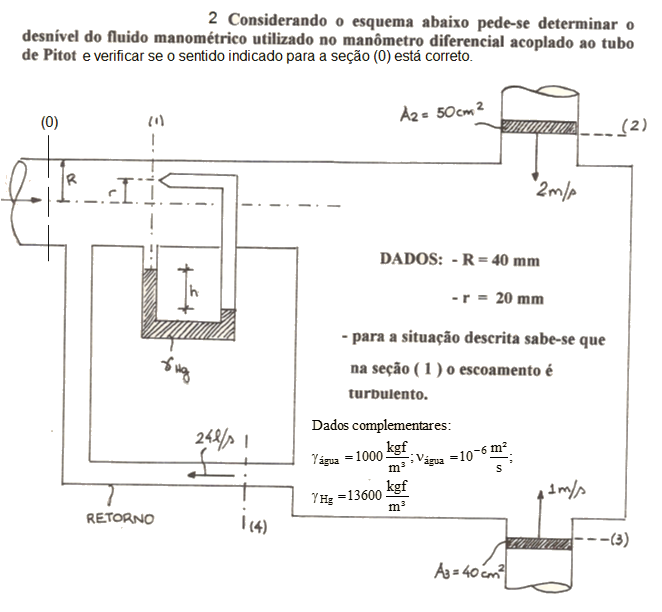 2 Considerando o esquema abaixo pede-se determinar o
desnível do fluido manométrico utilizado no manômetro diferencial acoplado ao tubo
de Pitot e verificar se o sentido indicado para a seção (0) está correto.
(0)
(1)
A2 = 50cm²
(2)
R
r
2m/s
DADOS: - R = 40 mm
- r = 20 mm
h
- para a situação descrita sabe-se que
na seção ( 1 ) o escoamento é
turbulento.
γHg
Dados complementares:
γágua = 1000 kgf/m³ ; νágua = 10⁻⁶ m²/s ;
γHg = 13600 kgf/m³
24l/s
1m/s
RETORNO
(4)
(3)
A3 = 40cm²